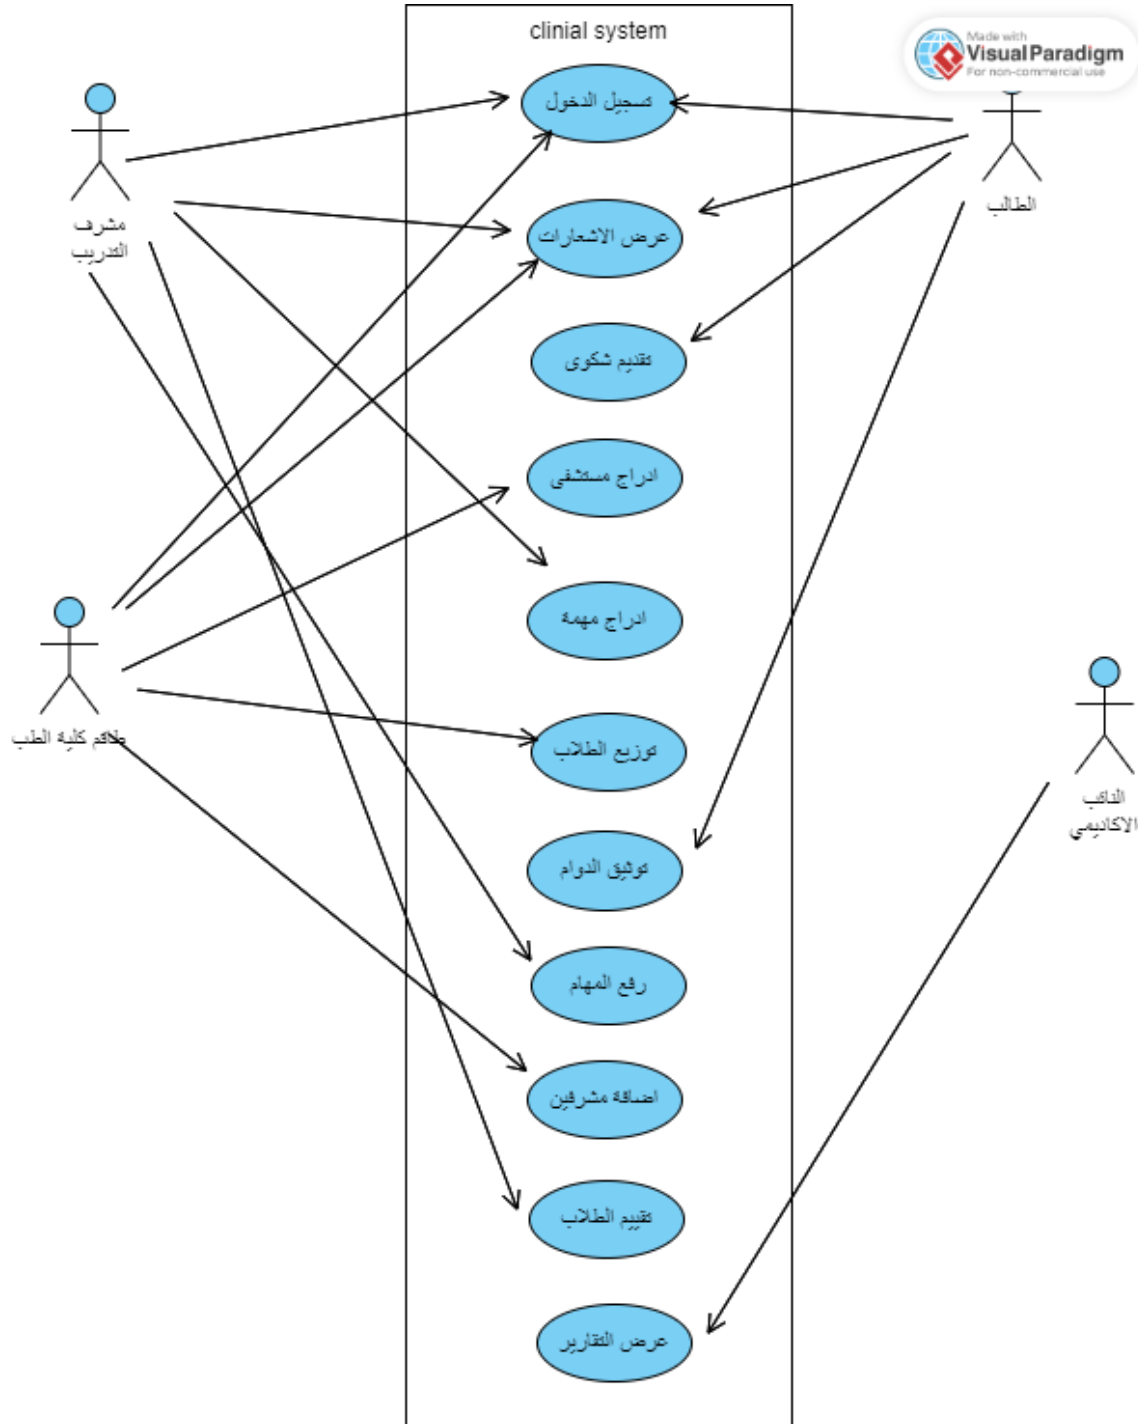 clinial system
Made with
Visual Paradigm
For non-commercial use
تسجيل الدخول
الطالب
مشرف
التدريب
عرض الاشعارات
تقديم شكوى
ادراج مستشفى
ادراج مهمة
طاقم كلية الطب
توزيع الطلاب
النائب
الاكاديمي
توثيق الدوام
رفع المهام
اضافة مشرفين
تقييم الطلاب
عرض التقارير